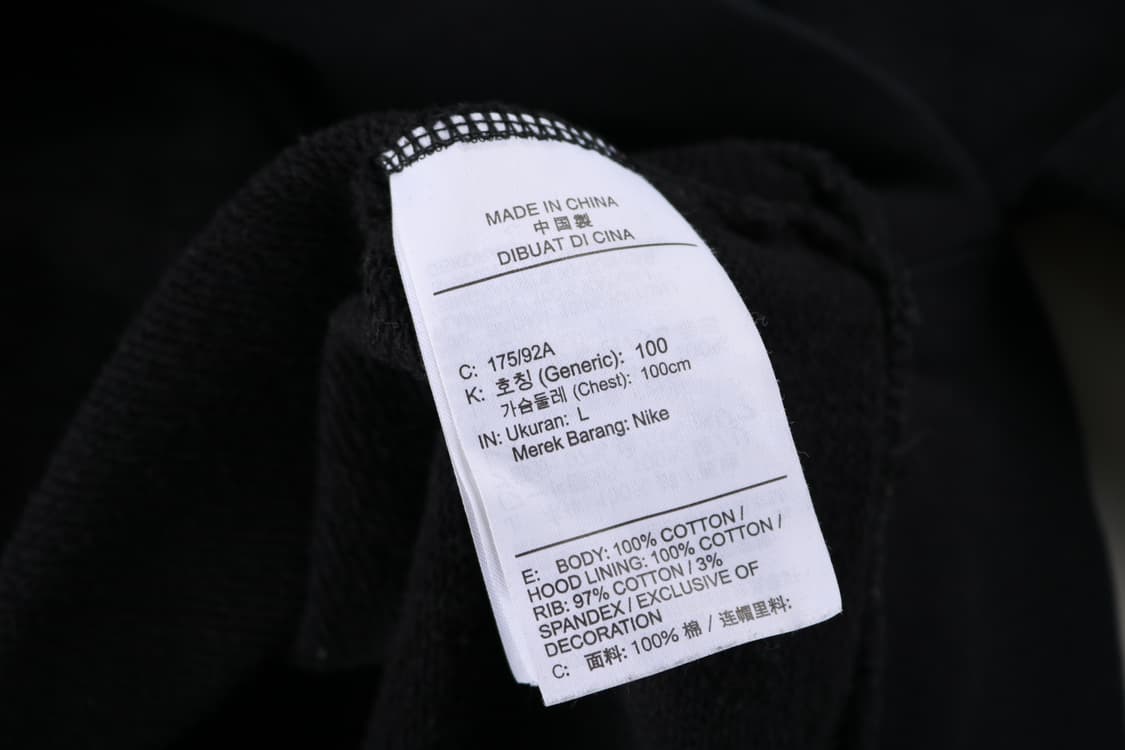 MADE IN CHINA
中国製
DIBUAT DI CINA
C: 175/92A
K: 호칭 (Generic): 100
가슴둘레 (Chest): 100cm
IN: Ukuran: L
Merek Barang: Nike
E: BODY: 100% COTTON /
HOOD LINING: 100% COTTON /
RIB: 97% COTTON / 3%
SPANDEX / EXCLUSIVE OF
DECORATION
C: 面料: 100% 棉 / 连帽里料: